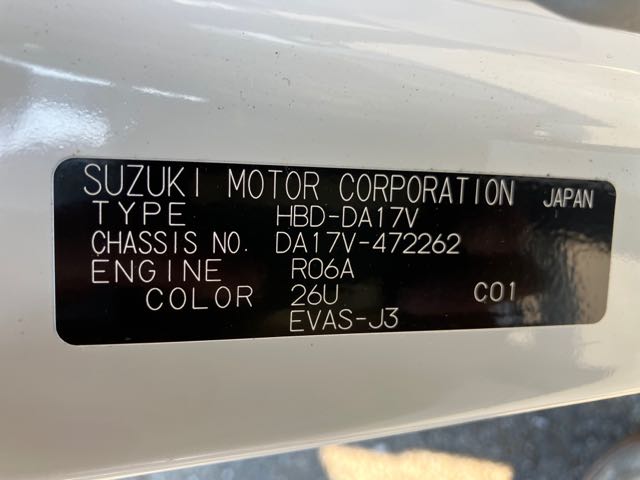 SUZUKI MOTOR CORPORATION JAPAN
TYPE HBD-DA17V
CHASSIS NO. DA17V-472262
ENGINE R06A
COLOR 26U C01
EVAS-J3